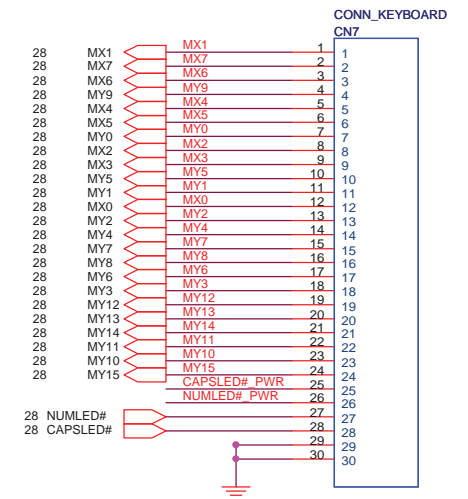 CONN_KEYBOARD
CN7
28 MX1 MX1 1 1
28 MX7 MX7 2 2
28 MX6 MX6 3 3
28 MY9 MY9 4 4
28 MX4 MX4 5 5
28 MX5 MX5 6 6
28 MY0 MY0 7 7
28 MX2 MX2 8 8
28 MX3 MX3 9 9
28 MY5 MY5 10 10
28 MY1 MY1 11 11
28 MX0 MX0 12 12
28 MY2 MY2 13 13
28 MY4 MY4 14 14
28 MY7 MY7 15 15
28 MY8 MY8 16 16
28 MY6 MY6 17 17
28 MY3 MY3 18 18
28 MY12 MY12 19 19
28 MY13 MY13 20 20
28 MY14 MY14 21 21
28 MY11 MY11 22 22
28 MY10 MY10 23 23
28 MY15 MY15 24 24
CAPSLED#_PWR 25 25
NUMLED#_PWR 26 26
28 NUMLED# 27 27
28 CAPSLED# 28 28
29 29
30 30